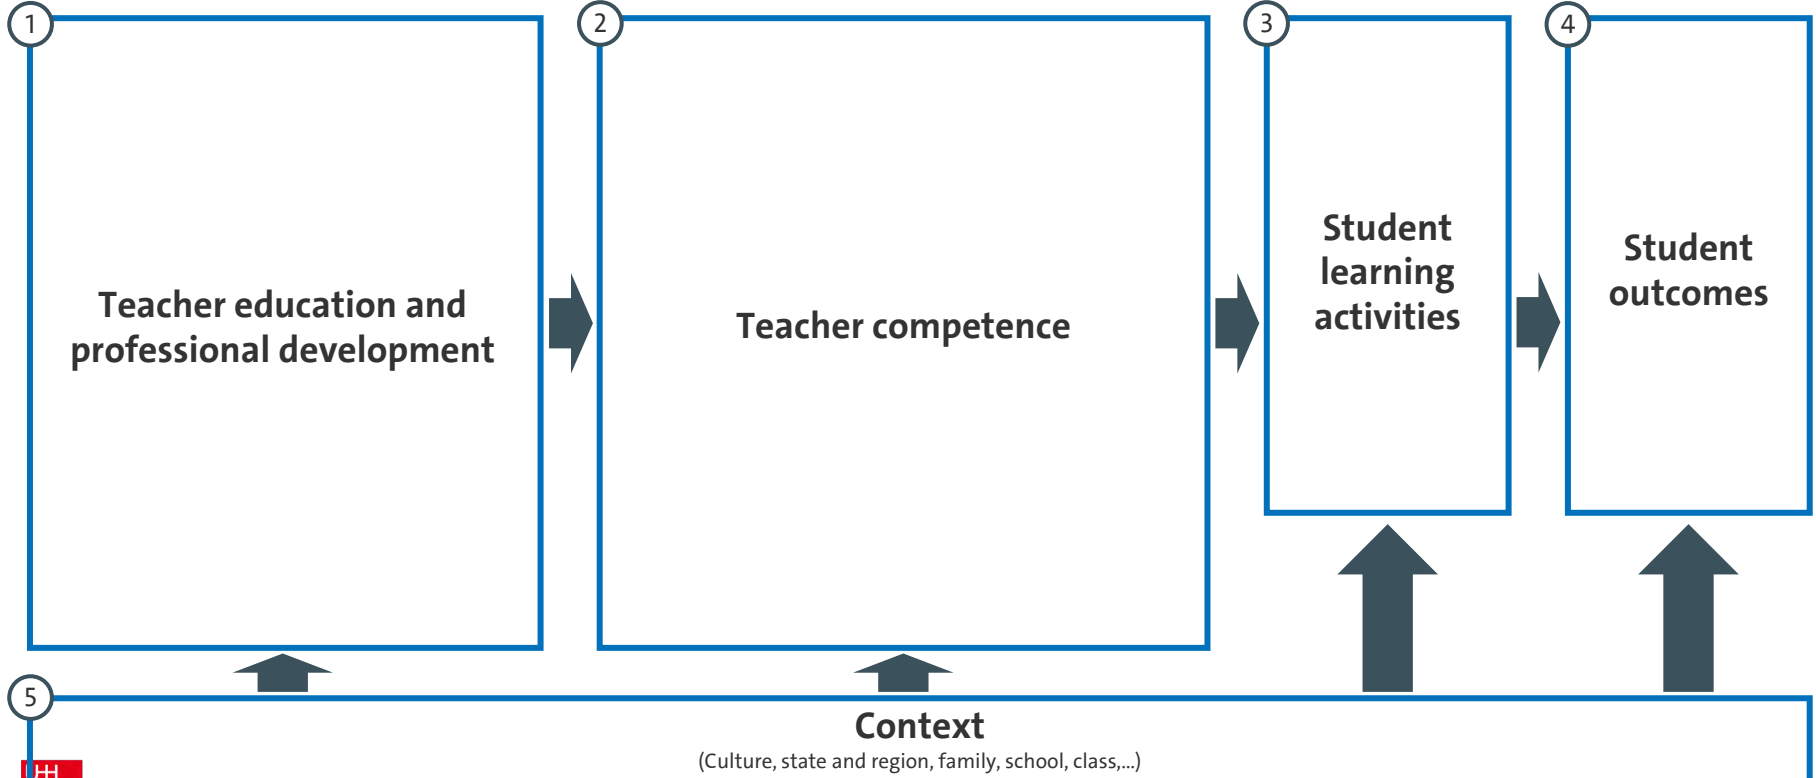 1
Teacher education and
professional development
2
Teacher competence
3
Student
learning
activities
4
Student
outcomes
5
Context
(Culture, state and region, family, school, class,...)